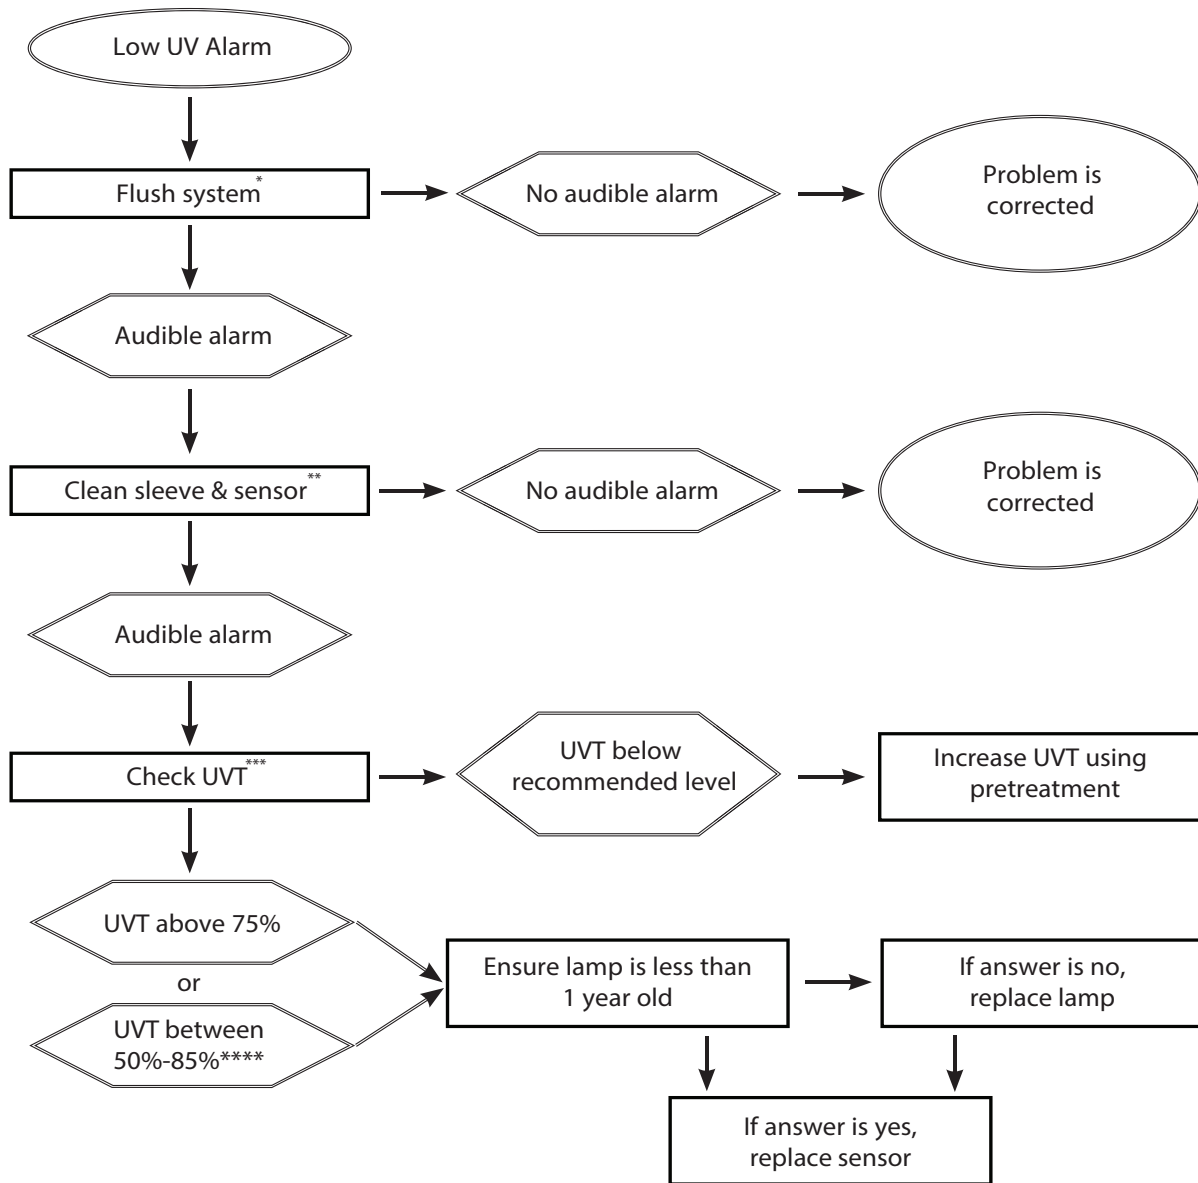 Low UV Alarm
Flush system*
No audible alarm
Problem is
corrected
Audible alarm
Clean sleeve & sensor**
No audible alarm
Problem is
corrected
Audible alarm
Check UVT***
UVT below
recommended level
Increase UVT using
pretreatment
UVT above 75%
or
UVT between
50%-85%****
Ensure lamp is less than
1 year old
If answer is no,
replace lamp
If answer is yes,
replace sensor